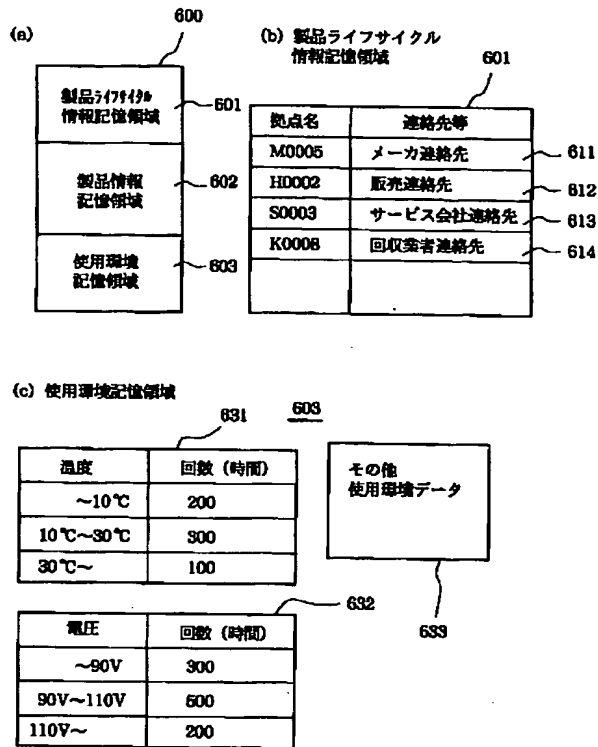 600
(a)
製品ライフサイクル
情報記憶領域
601
製品情報
記憶領域
602
使用環境
記憶領域
603
(b) 製品ライフサイクル
情報記憶領域
601
拠点名 連絡先等
M0005 メーカ連絡先 611
H0002 販売連絡先 612
S0003 サービス会社連絡先 613
K0008 回収業者連絡先 614
(c) 使用環境記憶領域
603
631
温度 回数(時間)
～10℃ 200
10℃～30℃ 300
30℃～ 100
その他
使用環境データ
633
632
電圧 回数(時間)
～90V 300
90V～110V 500
110V～ 200